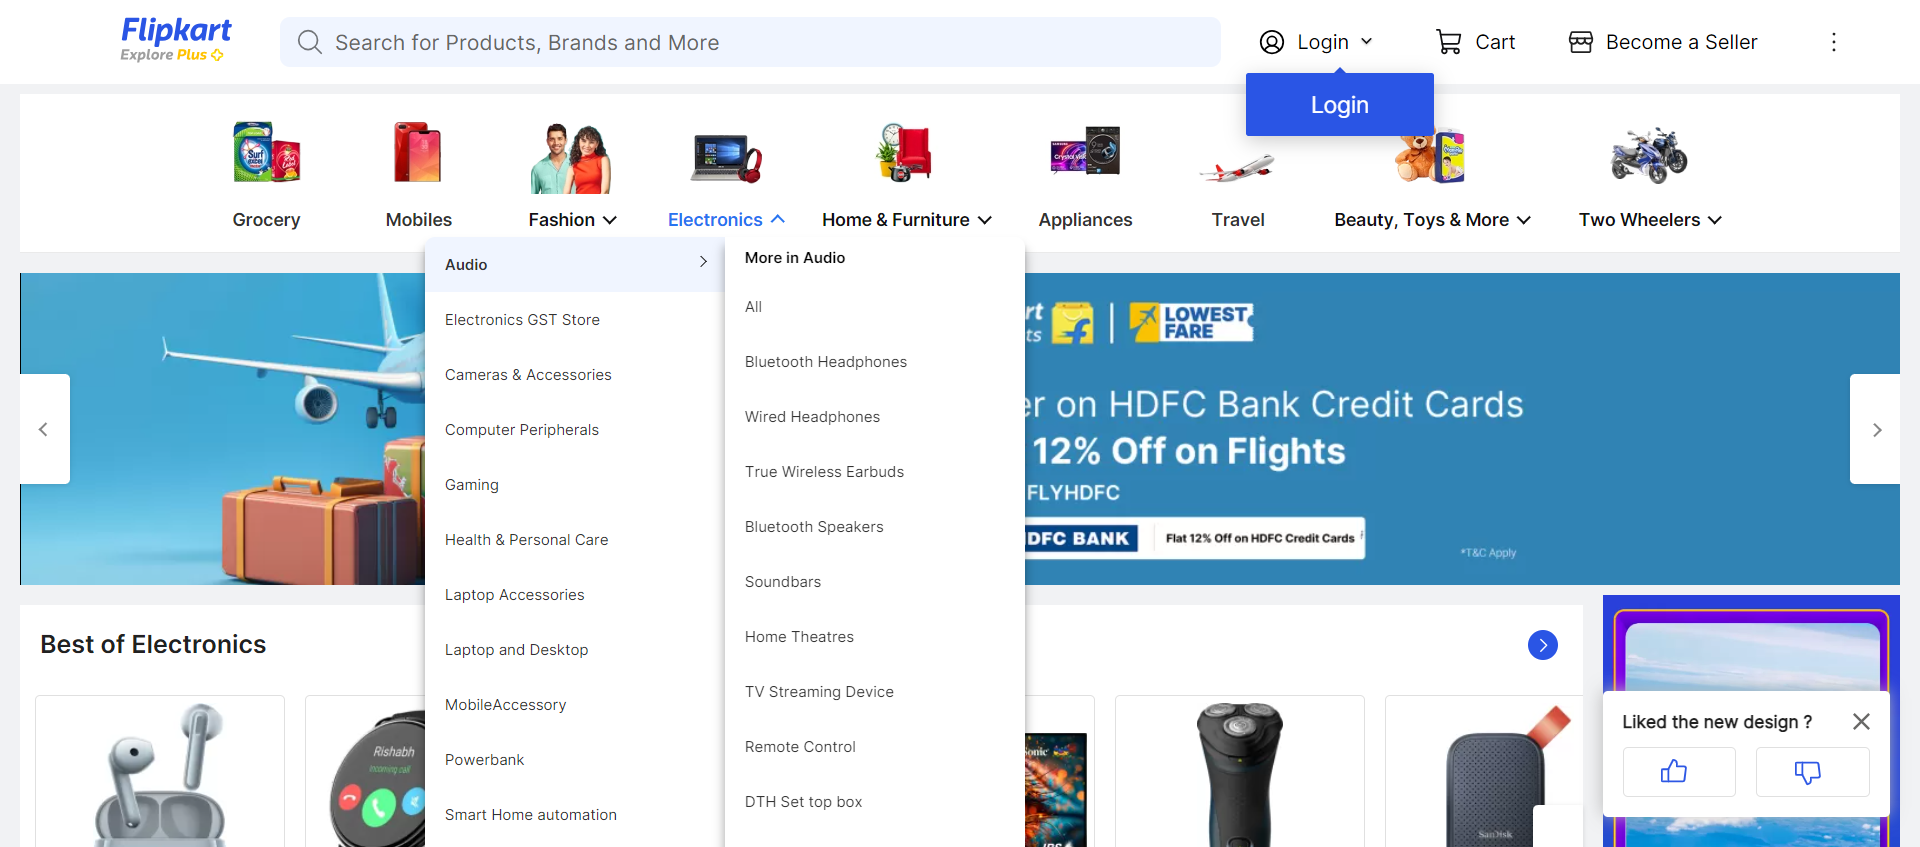 Flipkart
Explore Plus
Search for Products, Brands and More
Login
Cart
Become a Seller
Login
Grocery
Mobiles
Fashion
Electronics
Home & Furniture
Appliances
Travel
Beauty, Toys & More
Two Wheelers
Audio
Electronics GST Store
Cameras & Accessories
Computer Peripherals
Gaming
Health & Personal Care
Laptop Accessories
Laptop and Desktop
MobileAccessory
Powerbank
Smart Home automation
More in Audio
All
Bluetooth Headphones
Wired Headphones
True Wireless Earbuds
Bluetooth Speakers
Soundbars
Home Theatres
TV Streaming Device
Remote Control
DTH Set top box
LOWEST
FARE
er on HDFC Bank Credit Cards
12% Off on Flights
FLYHDFC
DFC BANK
Flat 12% Off on HDFC Credit Cards
*T&C Apply
Best of Electronics
Rishabh
Incoming call
SanDisk
Liked the new design ?